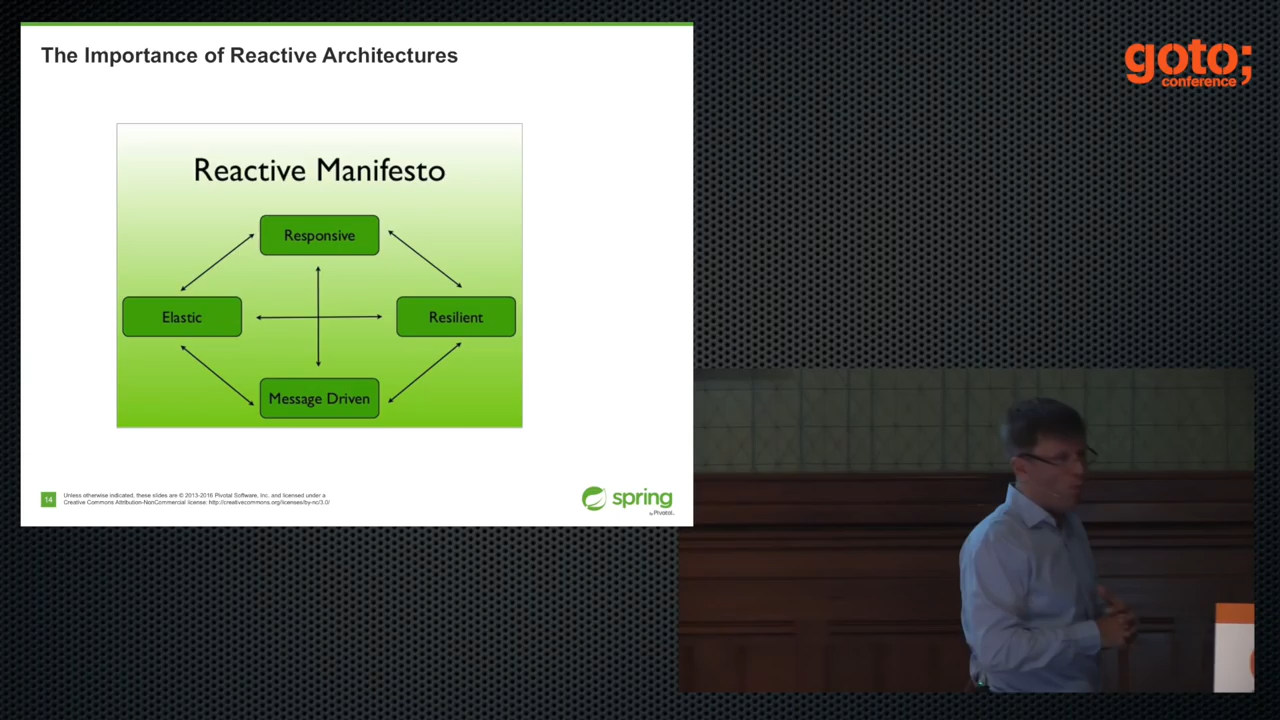 The Importance of Reactive Architectures
goto;
conference
Reactive Manifesto
Responsive
Elastic
Resilient
Message Driven
14
Unless otherwise indicated, these slides are © 2013-2016 Pivotal Software, Inc. and licensed under a
Creative Commons Attribution-NonCommercial license: http://creativecommons.org/licenses/by-nc/3.0/
spring
by Pivotal.